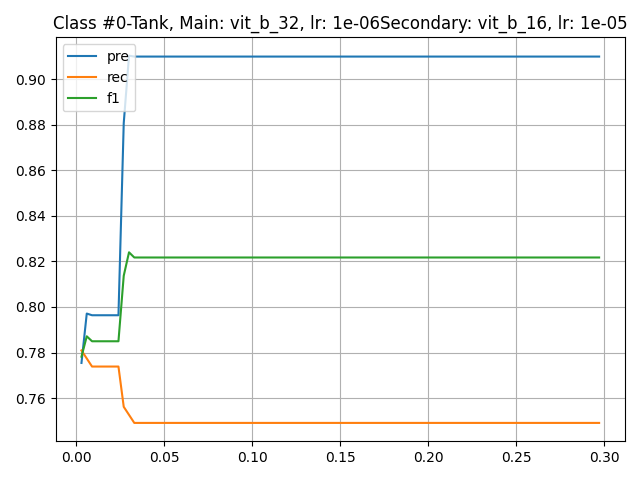 Class #0-Tank, Main: vit_b_32, lr: 1e-06Secondary: vit_b_16, lr: 1e-05
pre
rec
f1
0.90
0.88
0.86
0.84
0.82
0.80
0.78
0.76
0.00 0.05 0.10 0.15 0.20 0.25 0.30